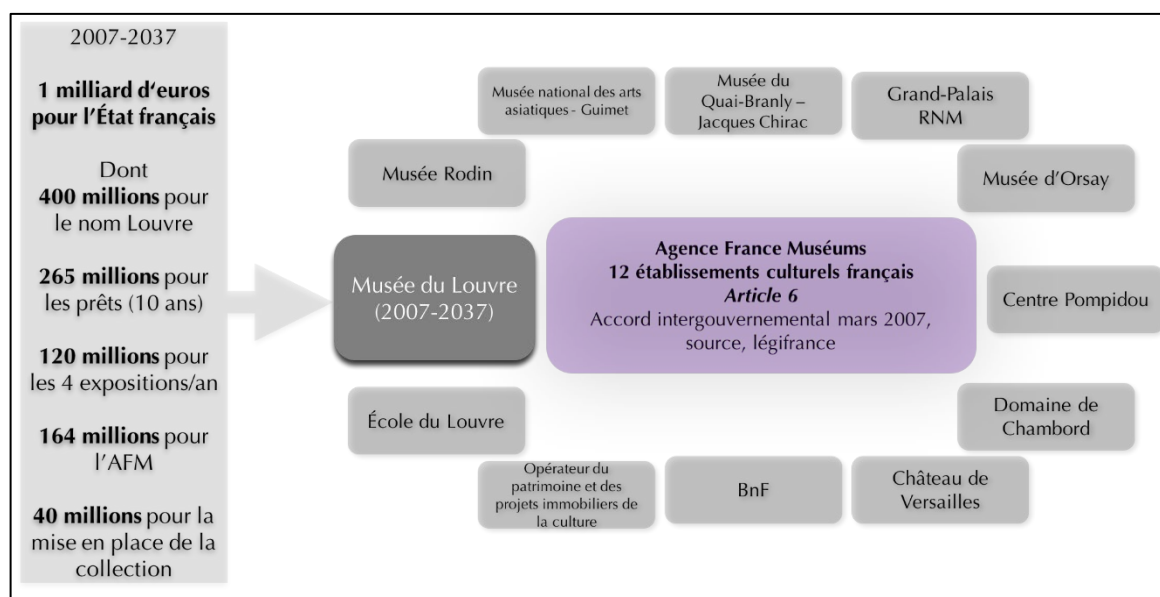 2007-2037
1 milliard d'euros
pour l'État français
Dont
400 millions pour
le nom Louvre
265 millions pour
les prêts (10 ans)
120 millions pour
les 4 expositions/an
164 millions pour
l'AFM
40 millions pour la
mise en place de la
collection
Musée national des arts
asiatiques - Guimet
Musée du
Quai-Branly –
Jacques Chirac
Grand-Palais
RNM
Musée Rodin
Musée d'Orsay
Musée du Louvre
(2007-2037)
Agence France Muséums
12 établissements culturels français
Article 6
Accord intergouvernemental mars 2007,
source, légifrance
Centre Pompidou
École du Louvre
Domaine de
Chambord
Opérateur du
patrimoine et des
projets immobiliers de
la culture
BnF
Château de
Versailles